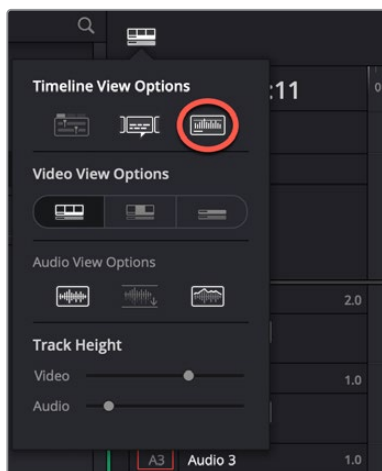 :11
0
Timeline View Options
Video View Options
Audio View Options
2.0
Track Height
Video
1.0
Audio
A3 Audio 3 1.0